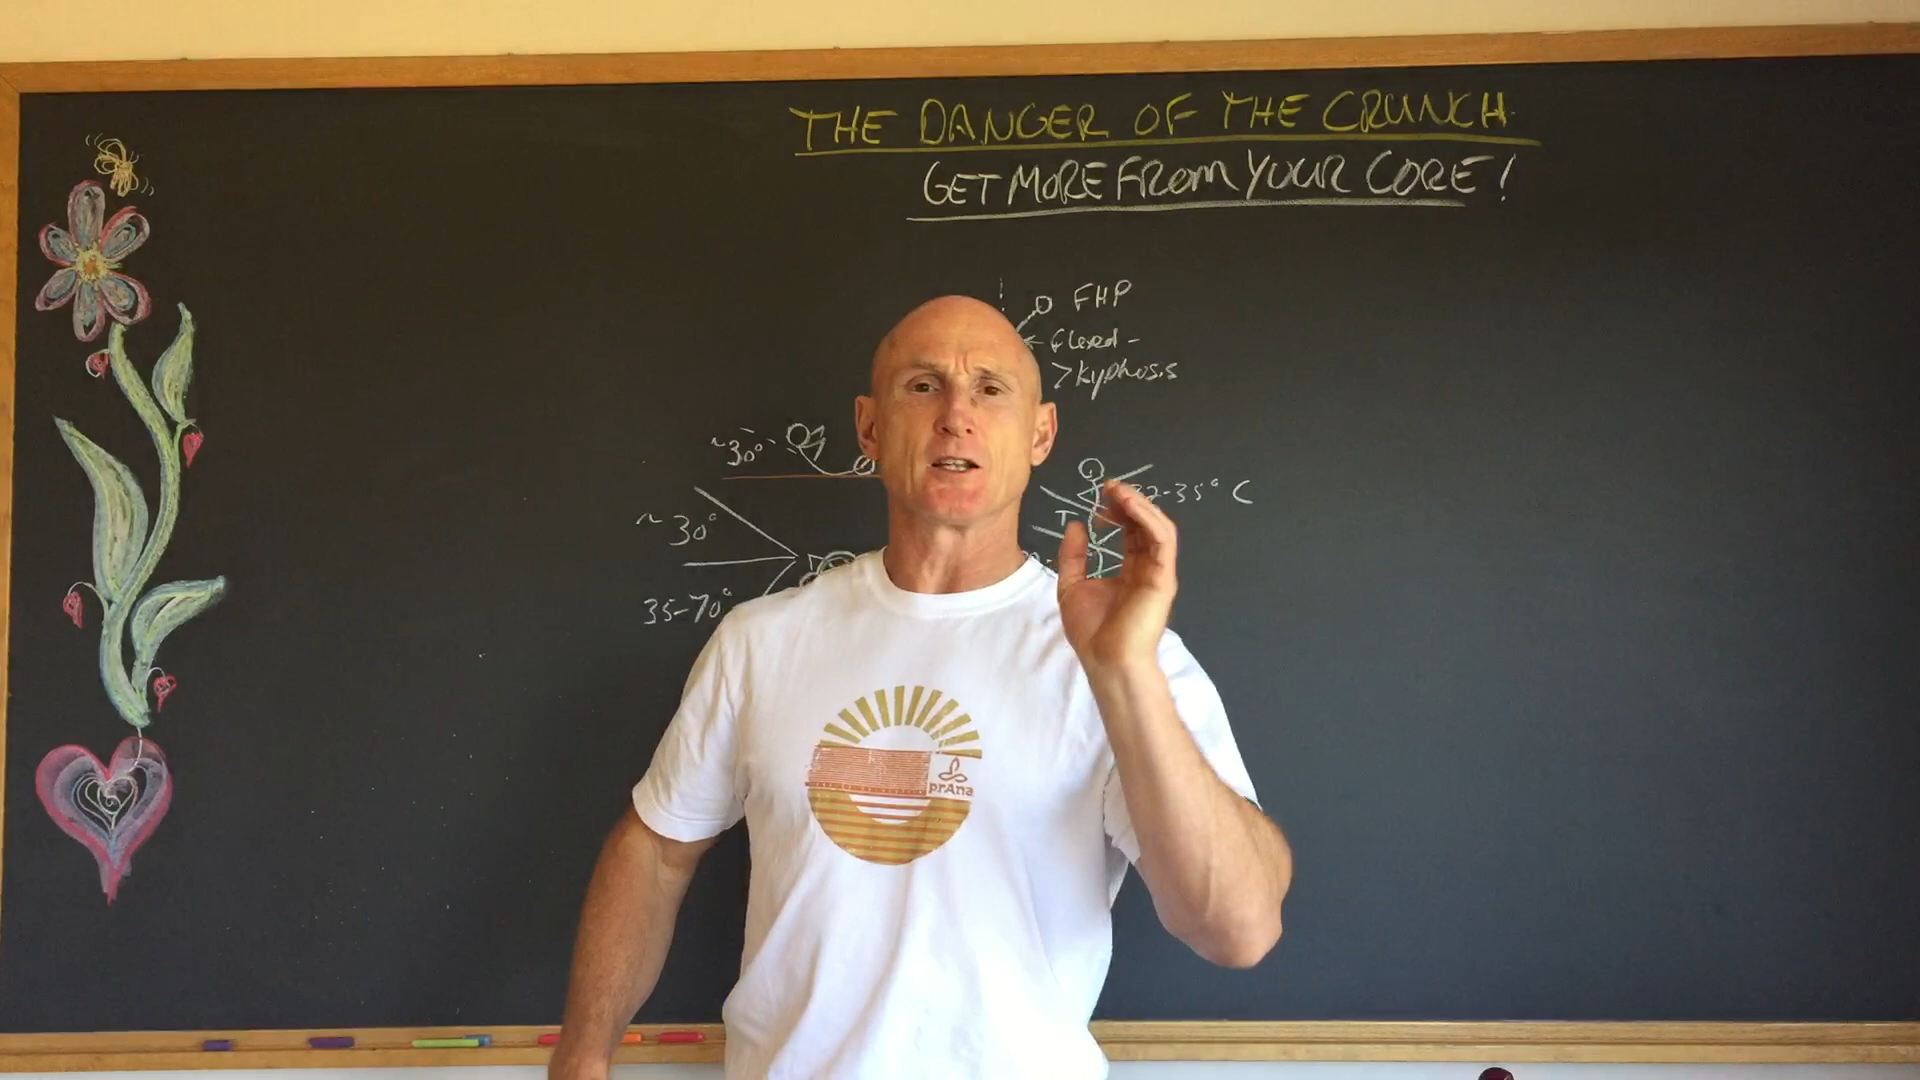 THE DANGER OF THE CRUNCH
GET MORE FROM YOUR CORE!
FHP
flexed -
>kyphosis
~30°
~30°
35-70°
32-35° C
T
prAna